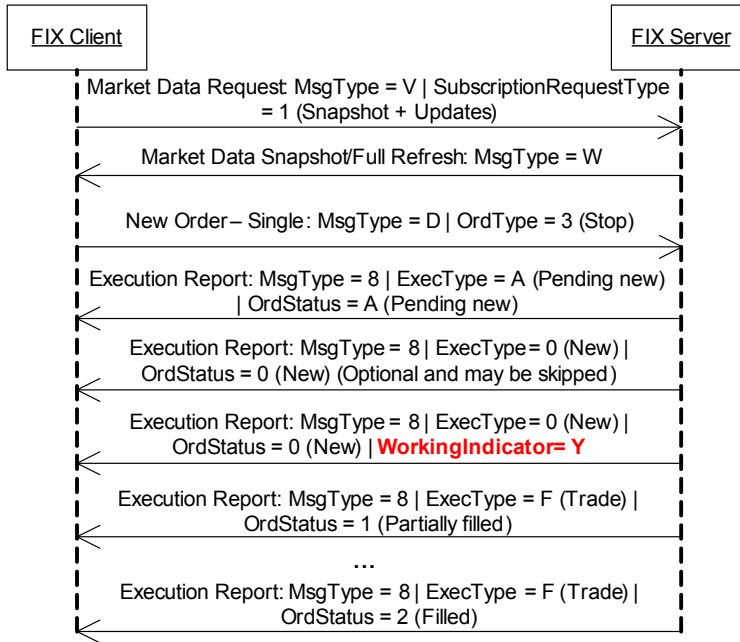 FIX Client
FIX Server
Market Data Request: MsgType = V | SubscriptionRequestType
= 1 (Snapshot + Updates)
Market Data Snapshot/Full Refresh: MsgType = W
New Order – Single: MsgType = D | OrdType = 3 (Stop)
Execution Report: MsgType = 8 | ExecType = A (Pending new)
| OrdStatus = A (Pending new)
Execution Report: MsgType = 8 | ExecType = 0 (New) |
OrdStatus = 0 (New) (Optional and may be skipped)
Execution Report: MsgType = 8 | ExecType = 0 (New) |
OrdStatus = 0 (New) | WorkingIndicator= Y
Execution Report: MsgType = 8 | ExecType = F (Trade) |
OrdStatus = 1 (Partially filled)
...
Execution Report: MsgType = 8 | ExecType = F (Trade) |
OrdStatus = 2 (Filled)